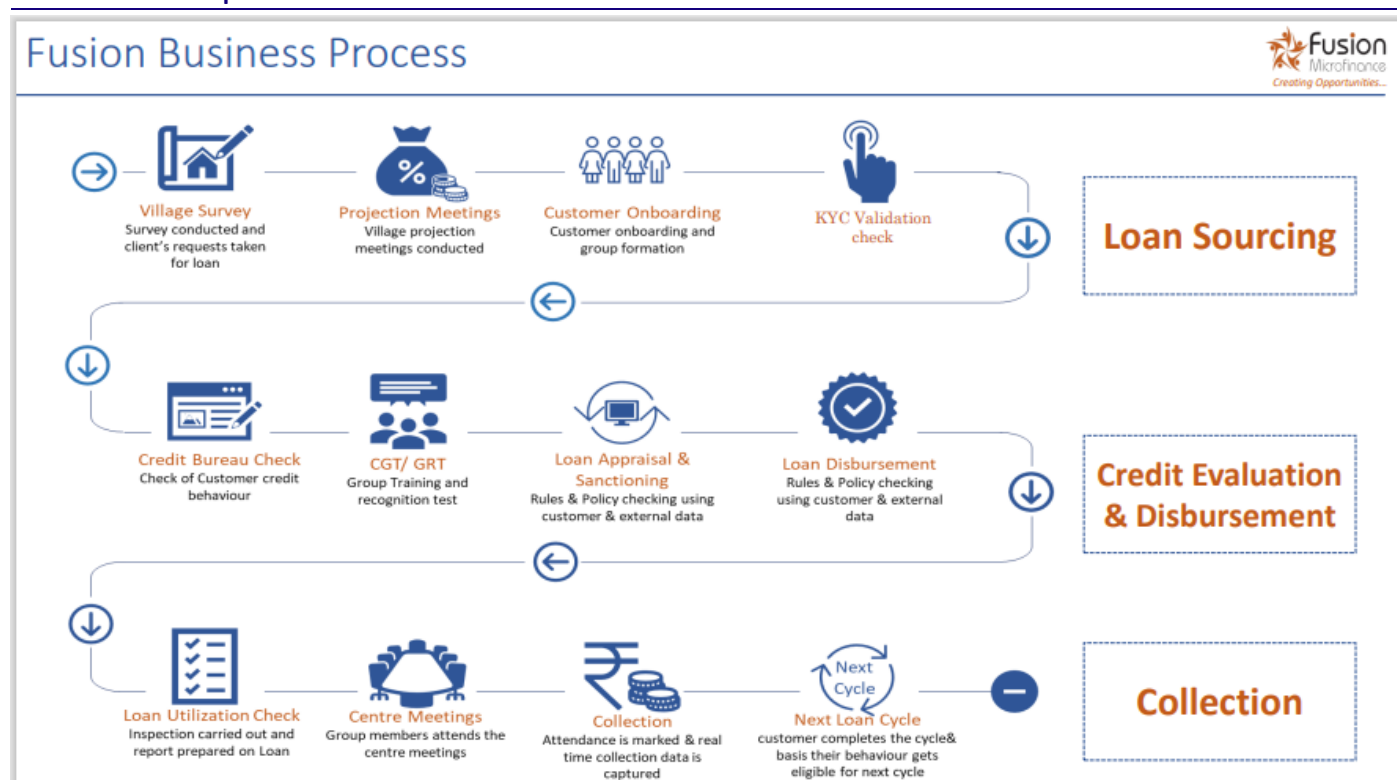 Fusion Business Process
Fusion
Microfinance
Creating Opportunities...
%
Village Survey
Survey conducted and
client's requests taken
for loan
Projection Meetings
Village projection
meetings conducted
Customer Onboarding
Customer onboarding and
group formation
KYC Validation
check
Loan Sourcing
Credit Bureau Check
Check of Customer credit
behaviour
CGT/ GRT
Group Training and
recognition test
Loan Appraisal &
Sanctioning
Rules & Policy checking using
customer & external data
Loan Disbursement
Rules & Policy checking
using customer & external
data
Credit Evaluation
& Disbursement
Loan Utilization Check
Inspection carried out and
report prepared on Loan
Centre Meetings
Group members attends the
centre meetings
₹
Collection
Attendance is marked & real
time collection data is
captured
Next
Cycle
Next Loan Cycle
customer completes the cycle&
basis their behaviour gets
eligible for next cycle
Collection